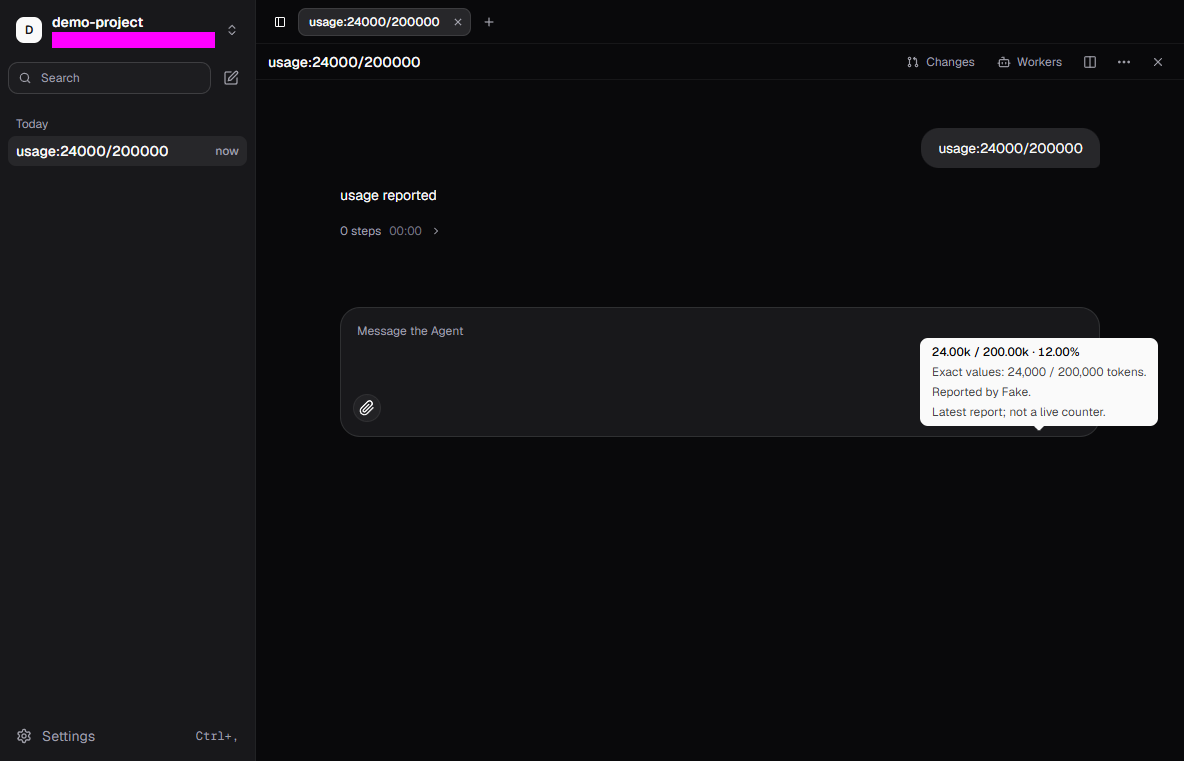 D
demo-project
Search
Today
usage:24000/200000
now
Settings
Ctrl+,
usage:24000/200000
usage:24000/200000
Changes
Workers
usage:24000/200000
usage reported
0 steps 00:00
Message the Agent
24.00k / 200.00k · 12.00%
Exact values: 24,000 / 200,000 tokens.
Reported by Fake.
Latest report; not a live counter.